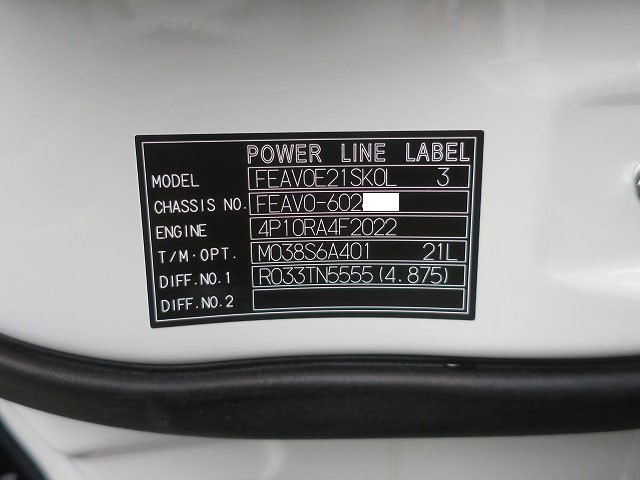 POWER LINE LABEL
MODEL FEAV0E21SK0L 3
CHASSIS NO. FEAV0-602
ENGINE 4P10RA4F2022
T/M·OPT. M038S6A401 21L
DIFF.NO.1 R033TN5555(4.875)
DIFF.NO.2